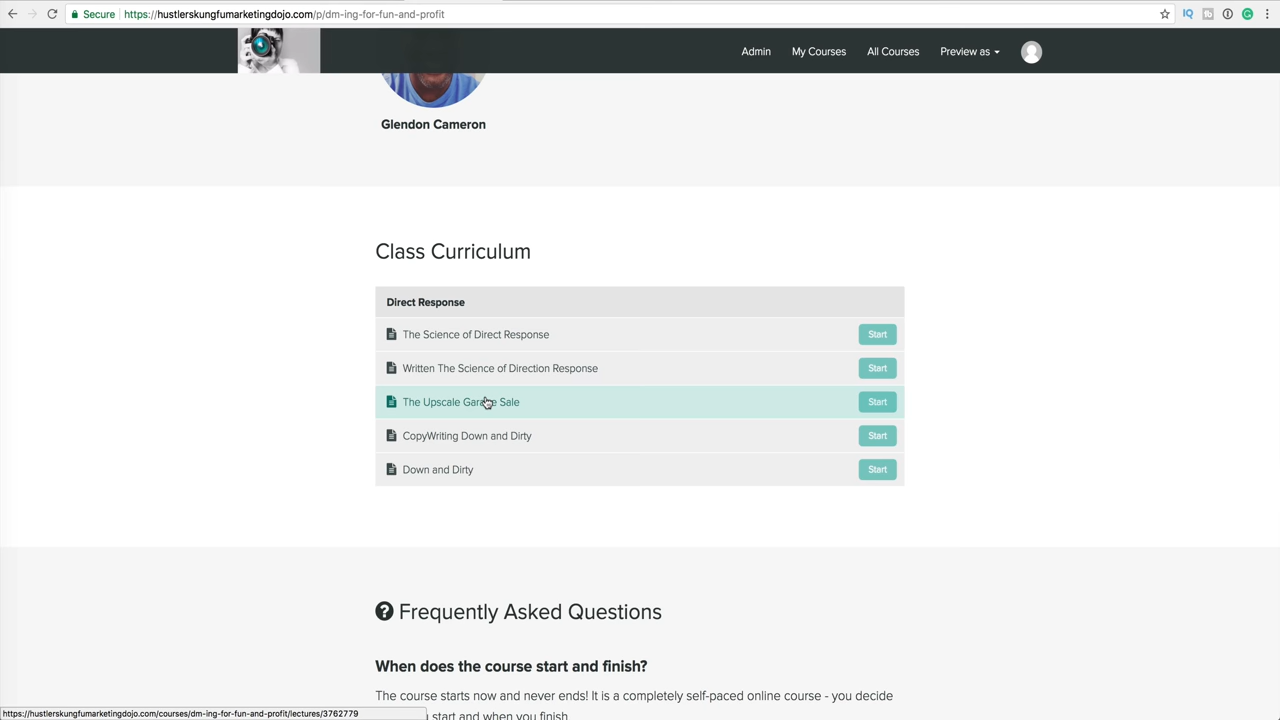 Secure https://hustlerskungfumarketingdojo.com/p/dm-ing-for-fun-and-profit
Admin My Courses All Courses Preview as
Glendon Cameron
Class Curriculum
Direct Response
The Science of Direct Response Start
Written The Science of Direction Response Start
The Upscale Garage Sale Start
CopyWriting Down and Dirty Start
Down and Dirty Start
Frequently Asked Questions
When does the course start and finish?
The course starts now and never ends! It is a completely self-paced online course - you decide
start and when you finish.
https://hustlerskungfumarketingdojo.com/courses/dm-ing-for-fun-and-profit/lectures/3762779